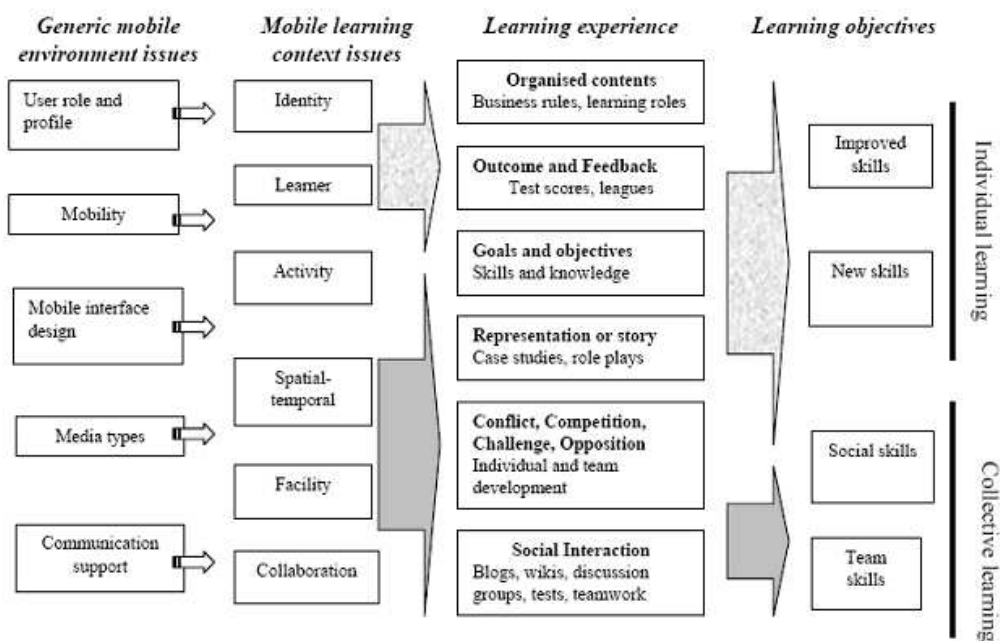 Generic mobile
environment issues
User role and
profile
Mobility
Mobile interface
design
Media types
Communication
support
Mobile learning
context issues
Identity
Learner
Activity
Spatial-
temporal
Facility
Collaboration
Learning experience
Organised contents
Business rules, learning roles
Outcome and Feedback
Test scores, leagues
Goals and objectives
Skills and knowledge
Representation or story
Case studies, role plays
Conflict, Competition,
Challenge, Opposition
Individual and team
development
Social Interaction
Blogs, wikis, discussion
groups, tests, teamwork
Learning objectives
Improved
skills
New skills
Social skills
Team
skills
Individual learning
Collective learning